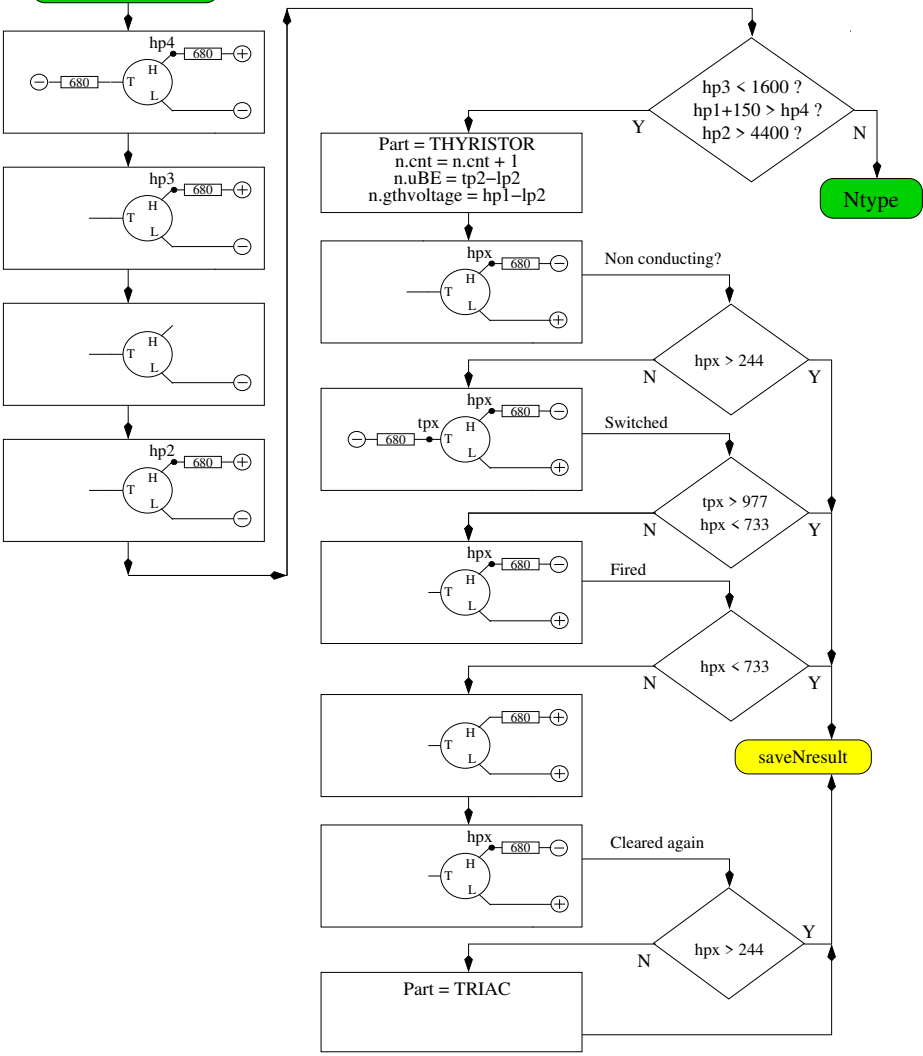 hp4
H
680
+
−
680
T
L
−
hp3
H
680
+
T
L
−
H
T
L
−
hp2
H
680
+
T
L
−
hp3 < 1600 ?
hp1+150 > hp4 ?
hp2 > 4400 ?
Y
N
Ntype
Part = THYRISTOR
n.cnt = n.cnt + 1
n.uBE = tp2−lp2
n.gthvoltage = hp1−lp2
hpx
H
680
−
T
L
+
Non conducting?
hpx > 244
N
Y
hpx
H
680
−
tpx
−
680
T
L
+
Switched
tpx > 977
hpx < 733
N
Y
hpx
H
680
−
T
L
+
Fired
hpx < 733
N
Y
H
680
+
T
L
+
saveNresult
hpx
H
680
−
T
L
+
Cleared again
hpx > 244
N
Y
Part = TRIAC